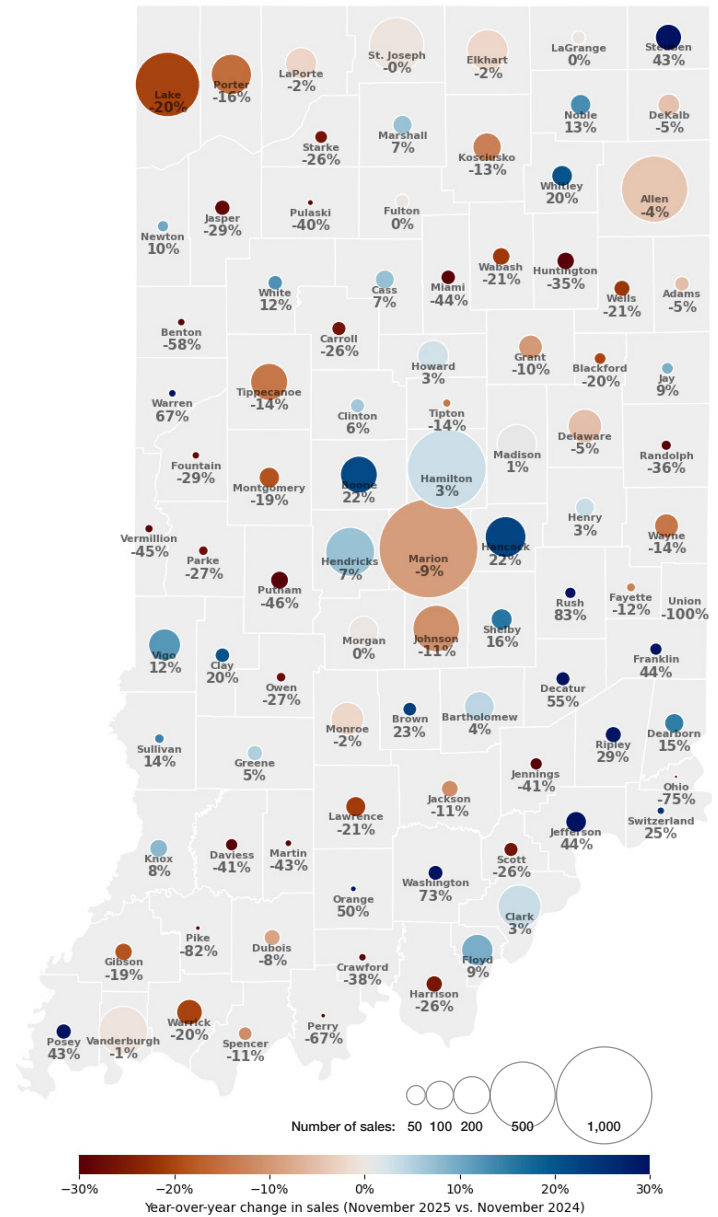 St. Joseph
-0%
Elkhart
-2%
LaGrange
0%
Steuben
43%
LaPorte
-2%
Porter
-16%
Lake
-20%
Noble
13%
DeKalb
-5%
Marshall
7%
Starke
-26%
Kosciusko
-13%
Whitley
20%
Allen
-4%
Jasper
-29%
Pulaski
-40%
Fulton
0%
Newton
10%
Wabash
-21%
Huntington
-35%
White
12%
Cass
7%
Miami
-44%
Wells
-21%
Adams
-5%
Benton
-58%
Carroll
-26%
Grant
-10%
Howard
3%
Blackford
-20%
Jay
9%
Tippecanoe
-14%
Warren
67%
Clinton
6%
Tipton
-14%
Delaware
-5%
Madison
1%
Randolph
-36%
Fountain
-29%
Montgomery
-19%
Boone
22%
Hamilton
3%
Henry
3%
Wayne
-14%
Vermillion
-45%
Parke
-27%
Hendricks
7%
Marion
-9%
Hancock
22%
Putnam
-46%
Rush
83%
Fayette
-12%
Union
-100%
Morgan
0%
Johnson
-11%
Shelby
16%
Vigo
12%
Clay
20%
Franklin
44%
Owen
-27%
Decatur
55%
Monroe
-2%
Brown
23%
Bartholomew
4%
Dearborn
15%
Sullivan
14%
Greene
5%
Ripley
29%
Jennings
-41%
Ohio
-75%
Jackson
-11%
Lawrence
-21%
Switzerland
25%
Jefferson
44%
Knox
8%
Daviess
-41%
Martin
-43%
Scott
-26%
Washington
73%
Orange
50%
Clark
3%
Pike
-82%
Dubois
-8%
Gibson
-19%
Crawford
-38%
Floyd
9%
Harrison
-26%
Posey
43%
Vanderburgh
-1%
Warrick
-20%
Spencer
-11%
Perry
-67%
Number of sales: 50 100 200 500 1,000
−30% −20% −10% 0% 10% 20% 30%
Year-over-year change in sales (November 2025 vs. November 2024)